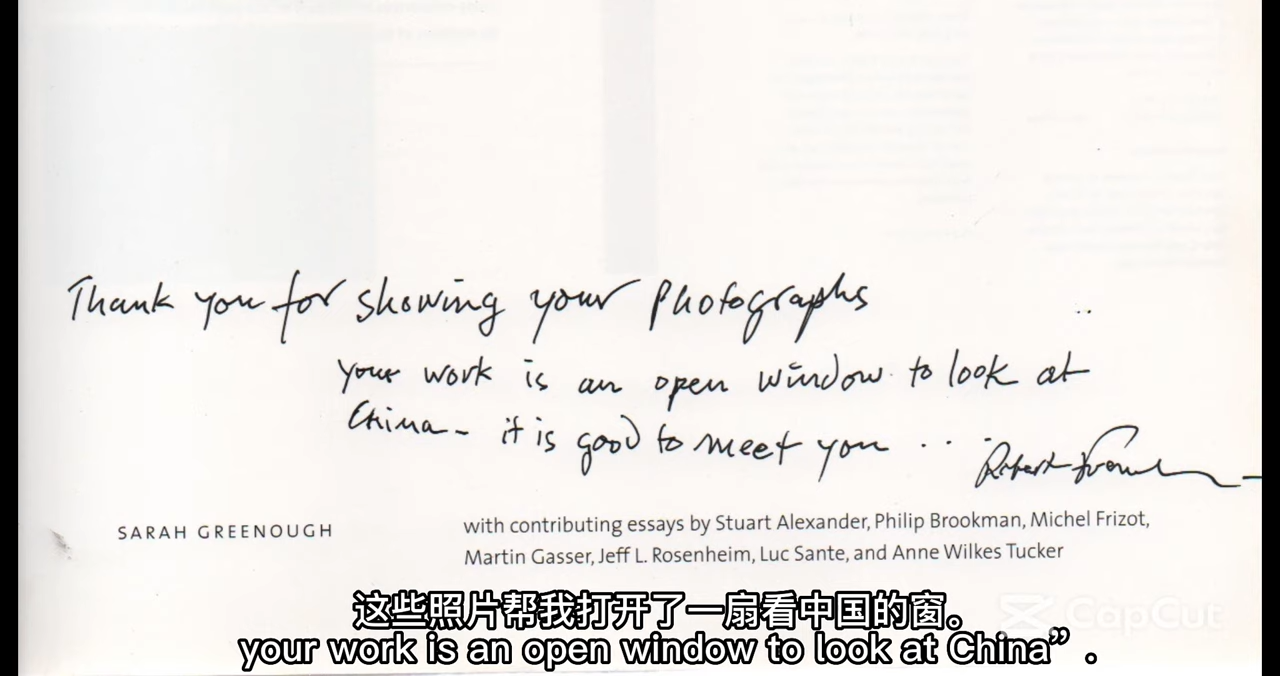 Thank you for showing your Photographs
your work is an open window to look at
China - it is good to meet you ...
Robert Frank
SARAH GREENOUGH
with contributing essays by Stuart Alexander, Philip Brookman, Michel Frizot,
Martin Gasser, Jeff L. Rosenheim, Luc Sante, and Anne Wilkes Tucker
这些照片帮我打开了一扇看中国的窗。
CapCut
your work is an open window to look at China” .